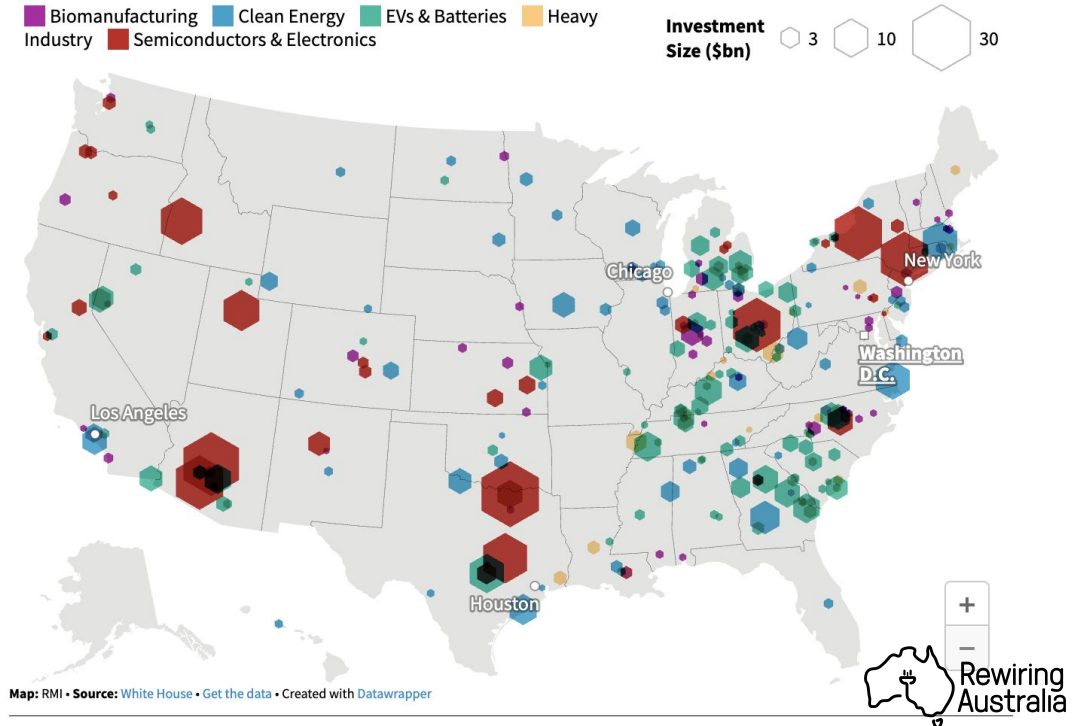 Biomanufacturing Clean Energy EVs & Batteries Heavy
Industry Semiconductors & Electronics
Investment
Size ($bn)
3
10
30
Chicago
New York
Washington
D.C.
Los Angeles
Houston
+
−
Map: RMI • Source: White House • Get the data • Created with Datawrapper
Rewiring
Australia